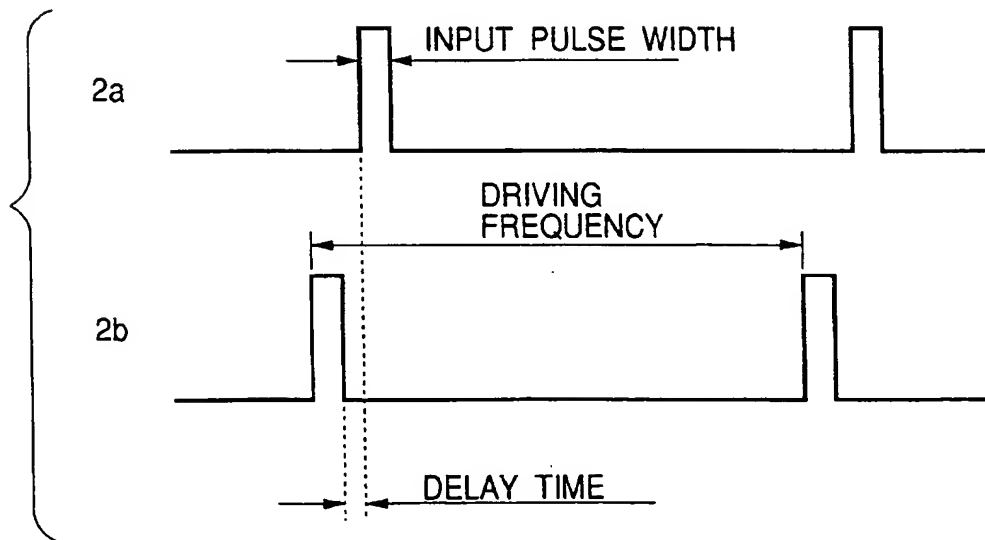 INPUT PULSE WIDTH
2a
DRIVING
FREQUENCY
2b
DELAY TIME